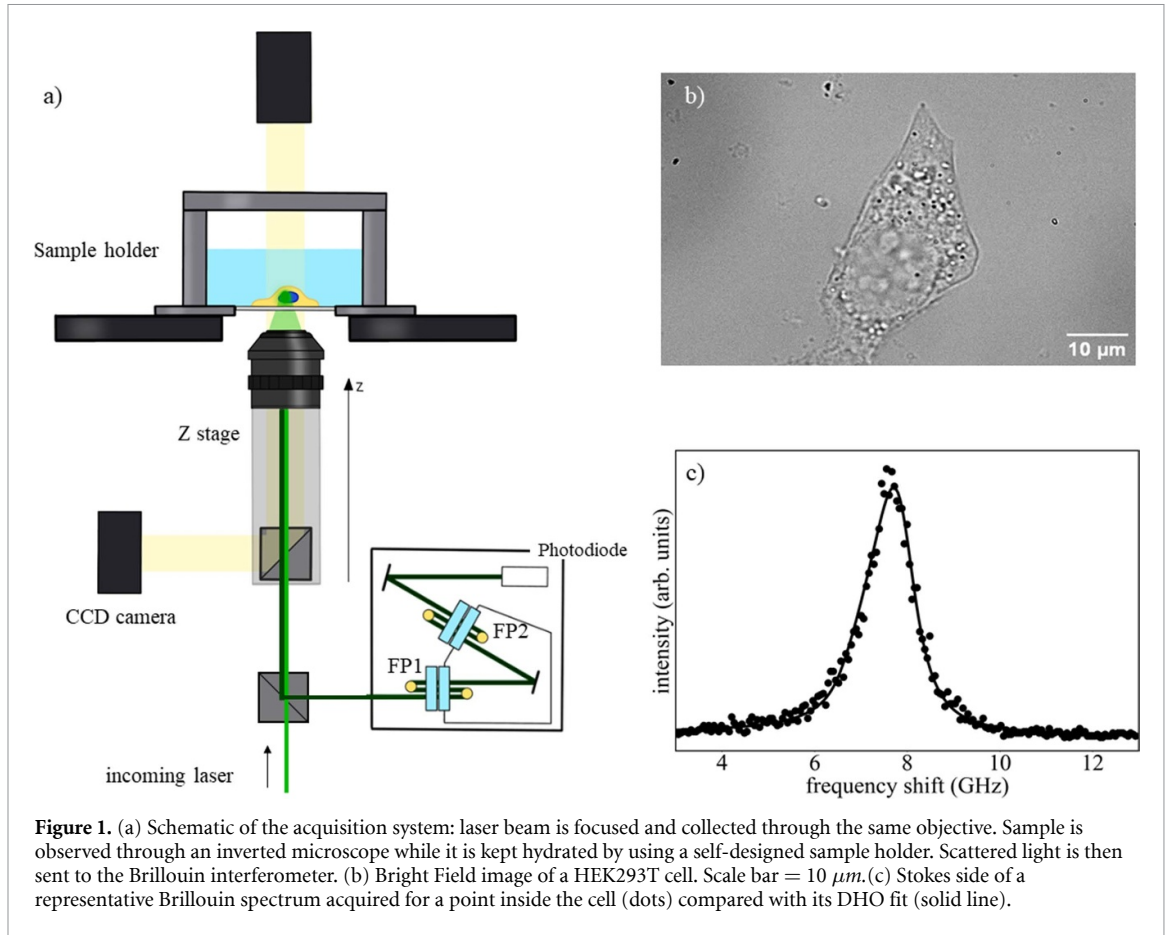 a)
Sample holder
z
Z stage
CCD camera
Photodiode
FP2
FP1
incoming laser
b)
10 µm
c)
intensity (arb. units)
4 6 8 10 12
frequency shift (GHz)
Figure 1. (a) Schematic of the acquisition system: laser beam is focused and collected through the same objective. Sample is
observed through an inverted microscope while it is kept hydrated by using a self-designed sample holder. Scattered light is then
sent to the Brillouin interferometer. (b) Bright Field image of a HEK293T cell. Scale bar = 10 µm.(c) Stokes side of a
representative Brillouin spectrum acquired for a point inside the cell (dots) compared with its DHO fit (solid line).